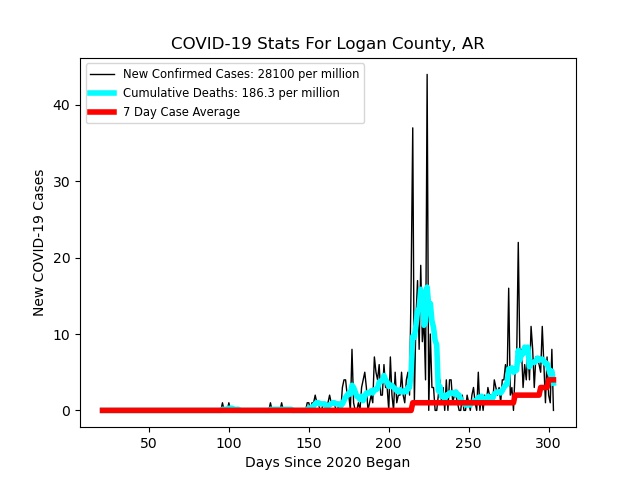 COVID-19 Stats For Logan County, AR
New Confirmed Cases: 28100 per million
Cumulative Deaths: 186.3 per million
7 Day Case Average
New COVID-19 Cases
40
30
20
10
0
50 100 150 200 250 300
Days Since 2020 Began